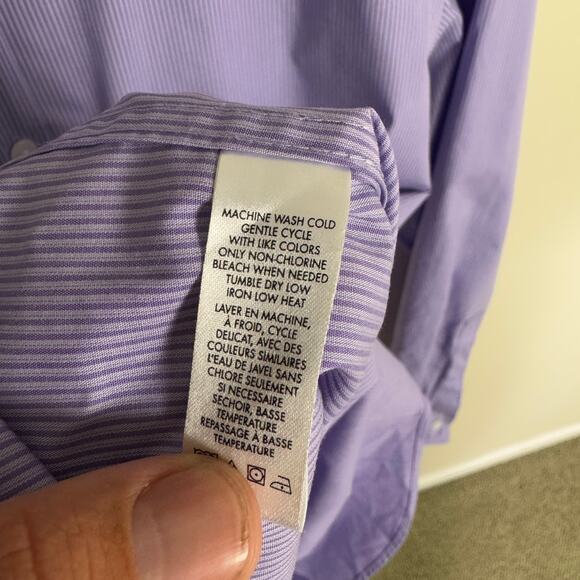 MACHINE WASH COLD
GENTLE CYCLE
WITH LIKE COLORS
ONLY NON-CHLORINE
BLEACH WHEN NEEDED
TUMBLE DRY LOW
IRON LOW HEAT
LAVER EN MACHINE,
À FROID, CYCLE
DELICAT, AVEC DES
COULEURS SIMILAIRES
L'EAU DE JAVEL SANS
CHLORE SEULEMENT
SI NECESSAIRE
SECHOIR, BASSE
TEMPERATURE
REPASSAGE À BASSE
TEMPERATURE